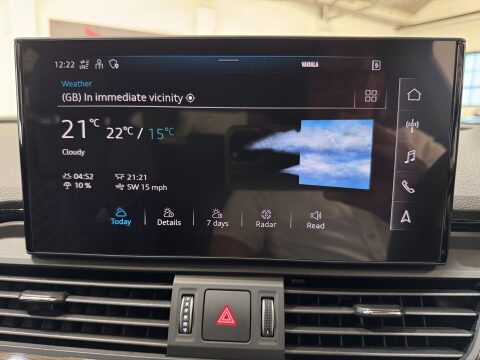 12:22
Weather
(GB) In immediate vicinity
21°C 22°C / 15°C
Cloudy
04:52 21:21
10 % SW 15 mph
Today Details 7 days Radar Read